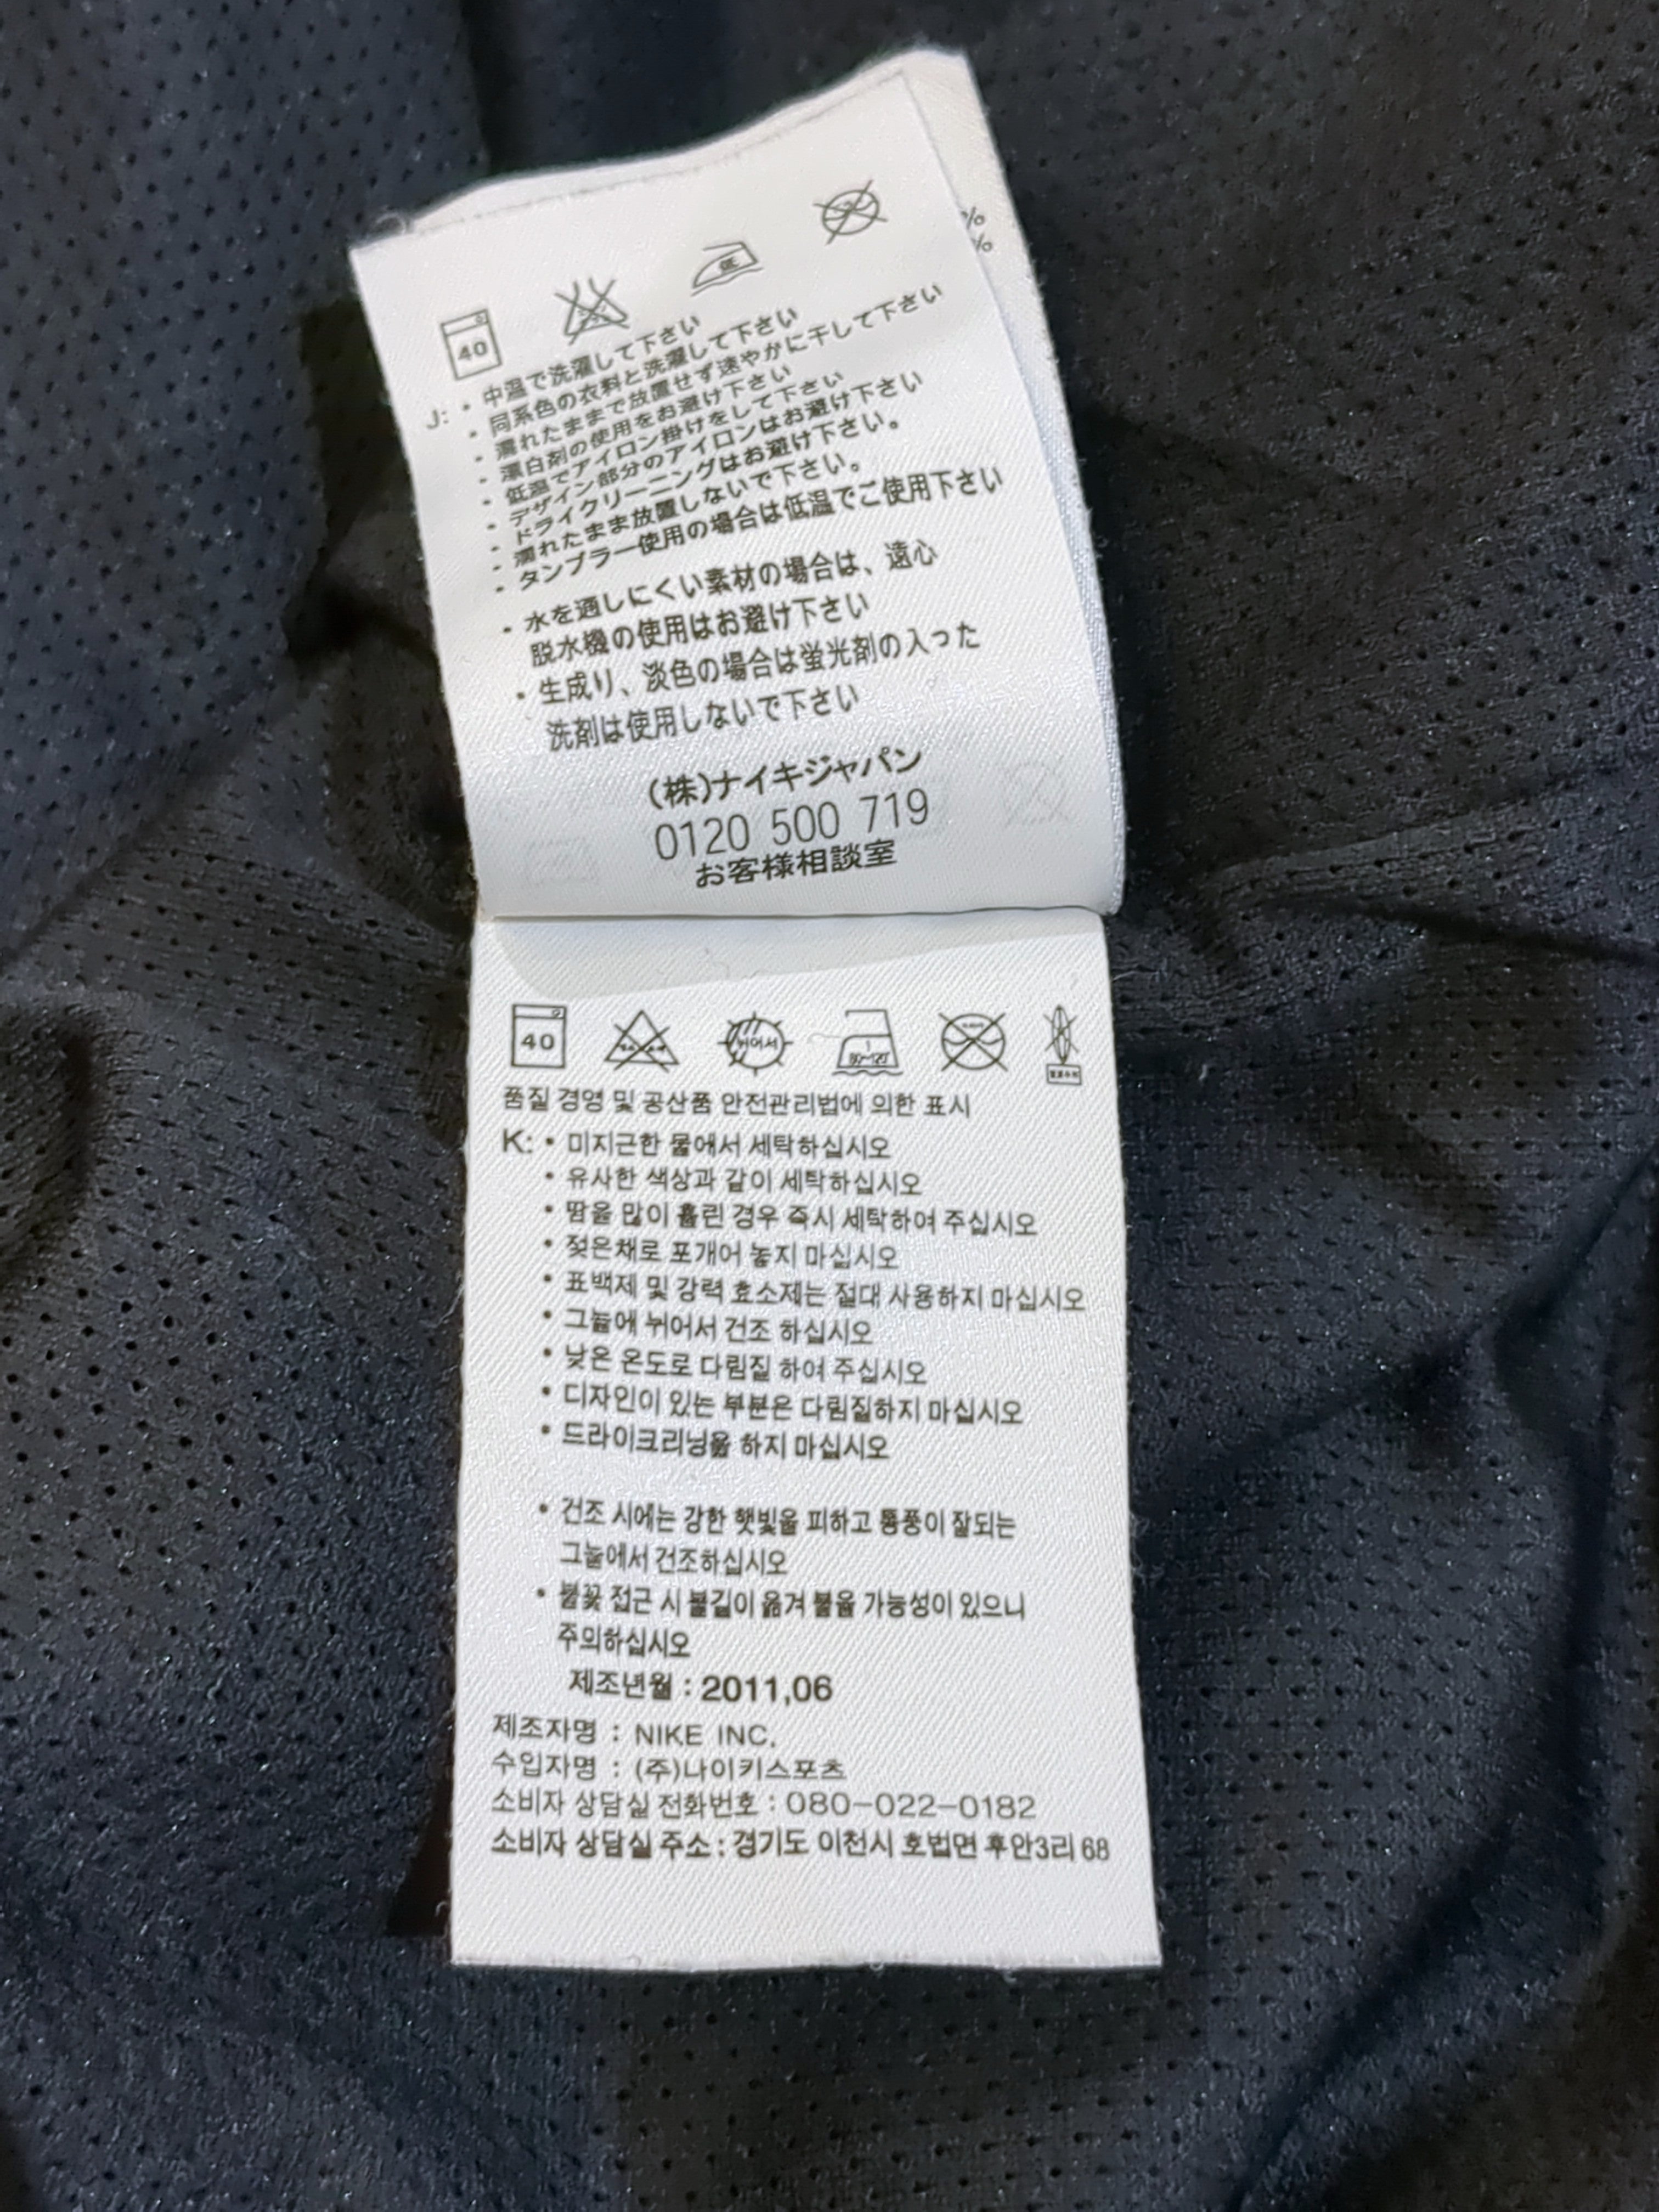 %
%
40
J: ・中温で洗濯して下さい
・同系色の衣料と洗濯して下さい
・濡れたままで放置せず速やかに干して下さい
・漂白剤の使用をお避け下さい
・低温でアイロン掛けをして下さい
・デザイン部分のアイロンはお避け下さい
・ドライクリーニングはお避け下さい。
・濡れたまま放置しないで下さい。
・タンブラー使用の場合は低温でご使用下さい
・水を通しにくい素材の場合は、遠心
脱水機の使用はお避け下さい
・生成り、淡色の場合は蛍光剤の入った
洗剤は使用しないで下さい
(株)ナイキジャパン
0120 500 719
お客様相談室
40 뉘어서 1 80~120
품질 경영 및 공산품 안전관리법에 의한 표시
K: • 미지근한 물에서 세탁하십시오
• 유사한 색상과 같이 세탁하십시오
• 땀을 많이 흘린 경우 즉시 세탁하여 주십시오
• 젖은채로 포개어 놓지 마십시오
• 표백제 및 강력 효소제는 절대 사용하지 마십시오
• 그늘에 뉘어서 건조 하십시오
• 낮은 온도로 다림질 하여 주십시오
• 디자인이 있는 부분은 다림질하지 마십시오
• 드라이크리닝을 하지 마십시오
• 건조 시에는 강한 햇빛을 피하고 통풍이 잘되는
그늘에서 건조하십시오
• 불꽃 접근 시 불길이 옮겨 붙을 가능성이 있으니
주의하십시오
제조년월 : 2011,06
제조자명 : NIKE INC.
수입자명 : (주)나이키스포츠
소비자 상담실 전화번호 : 080-022-0182
소비자 상담실 주소 : 경기도 이천시 호법면 후안3리 68